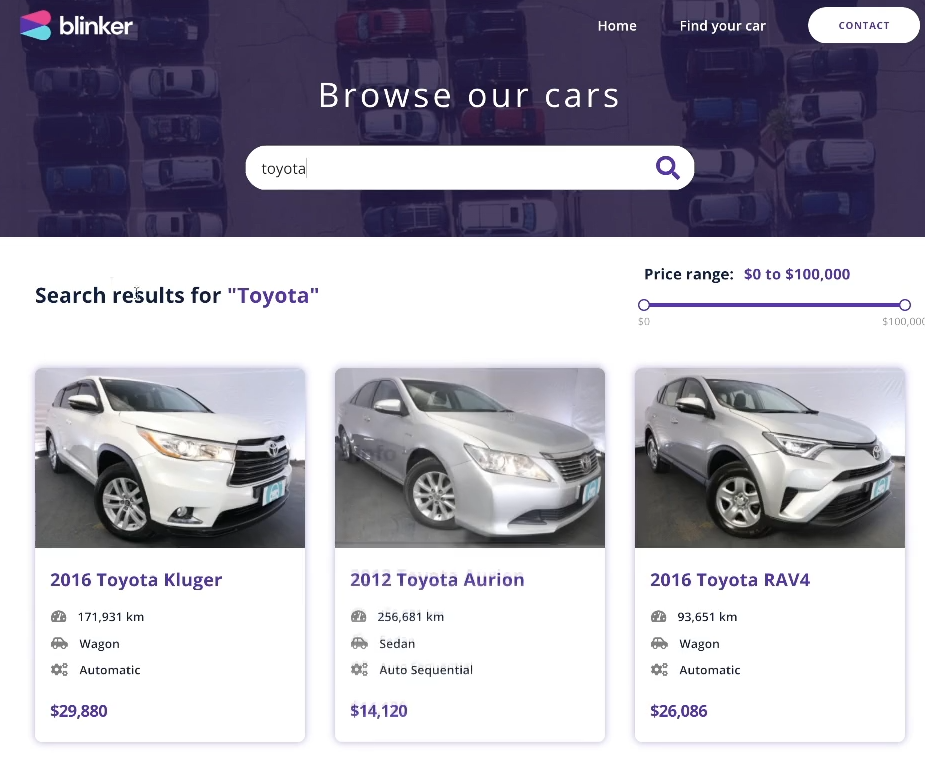 blinker
Home
Find your car
CONTACT
Browse our cars
toyota
Search results for "Toyota"
Price range: $0 to $100,000
$0
$100,000
2016 Toyota Kluger
171,931 km
Wagon
Automatic
$29,880
2012 Toyota Aurion
256,681 km
Sedan
Auto Sequential
$14,120
2016 Toyota RAV4
93,651 km
Wagon
Automatic
$26,086